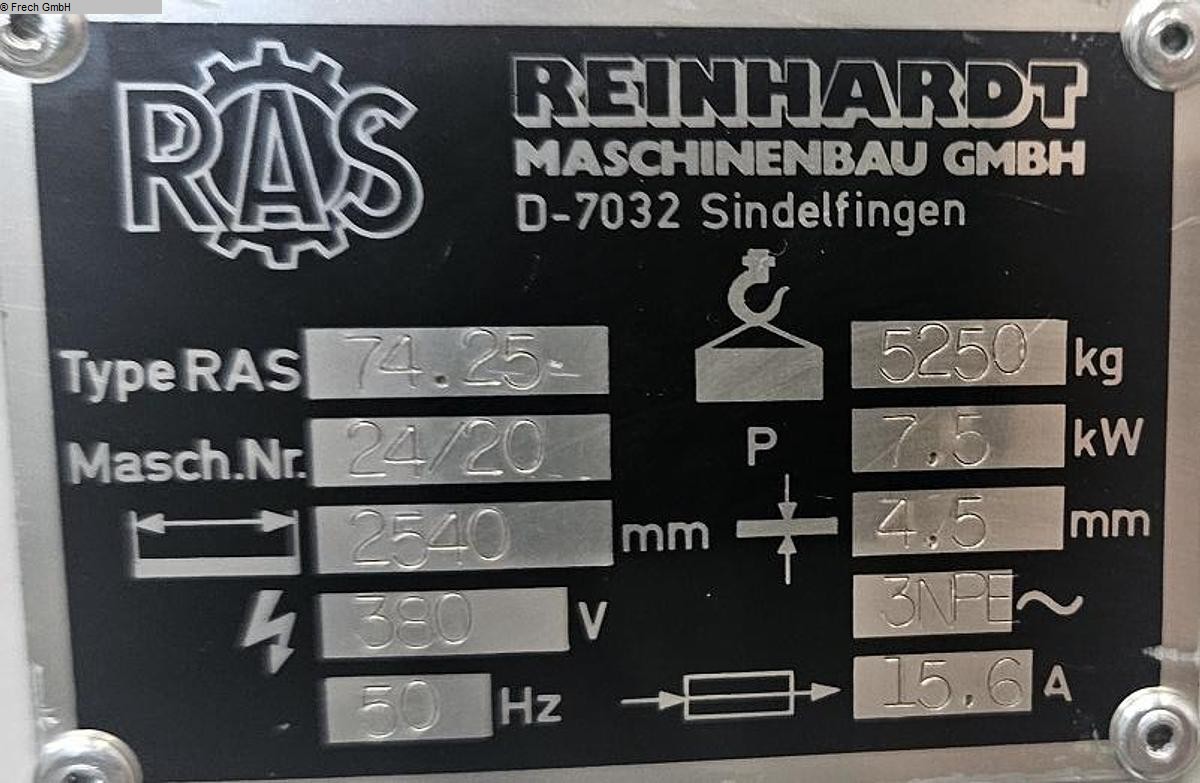 © Frech GmbH
RAS
REINHARDT
MASCHINENBAU GMBH
D-7032 Sindelfingen
Type RAS 74.25- 5250 kg
Masch.Nr. 24/20 P 7,5 kW
2540 mm 4,5 mm
380 V 3NPE~
50 Hz 15.6 A